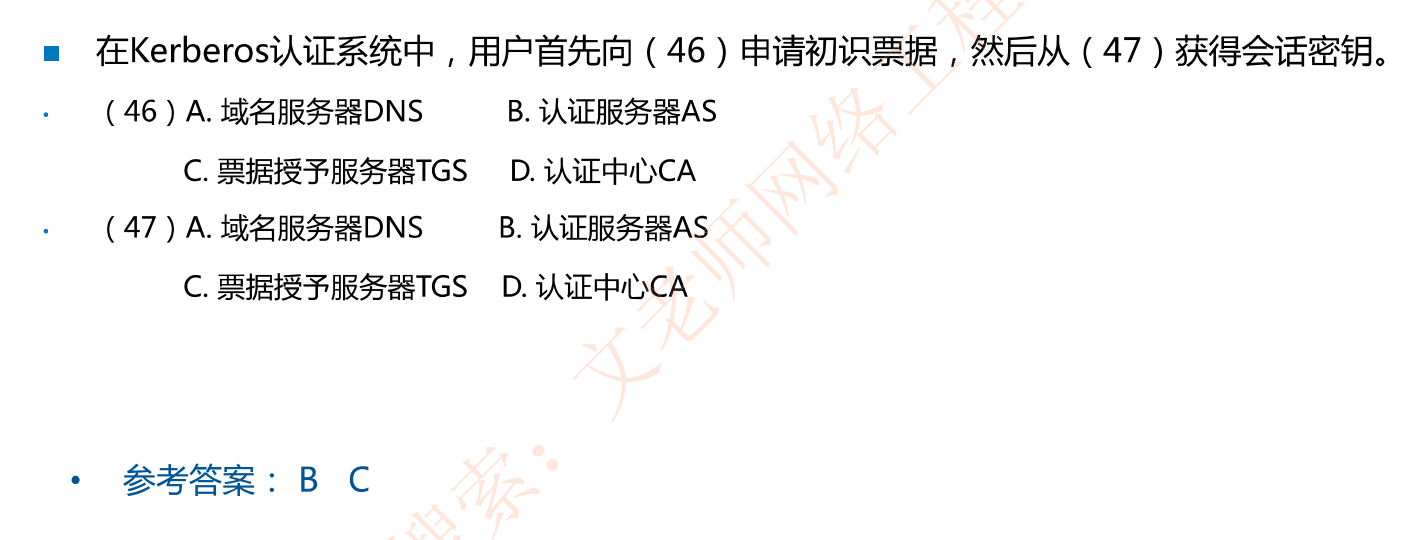 在Kerberos认证系统中，用户首先向（46）申请初识票据，然后从（47）获得会话密钥。
（46）A. 域名服务器DNS B. 认证服务器AS
C. 票据授予服务器TGS D. 认证中心CA
（47）A. 域名服务器DNS B. 认证服务器AS
C. 票据授予服务器TGS D. 认证中心CA
参考答案： B C
搜索：文老师网络工程